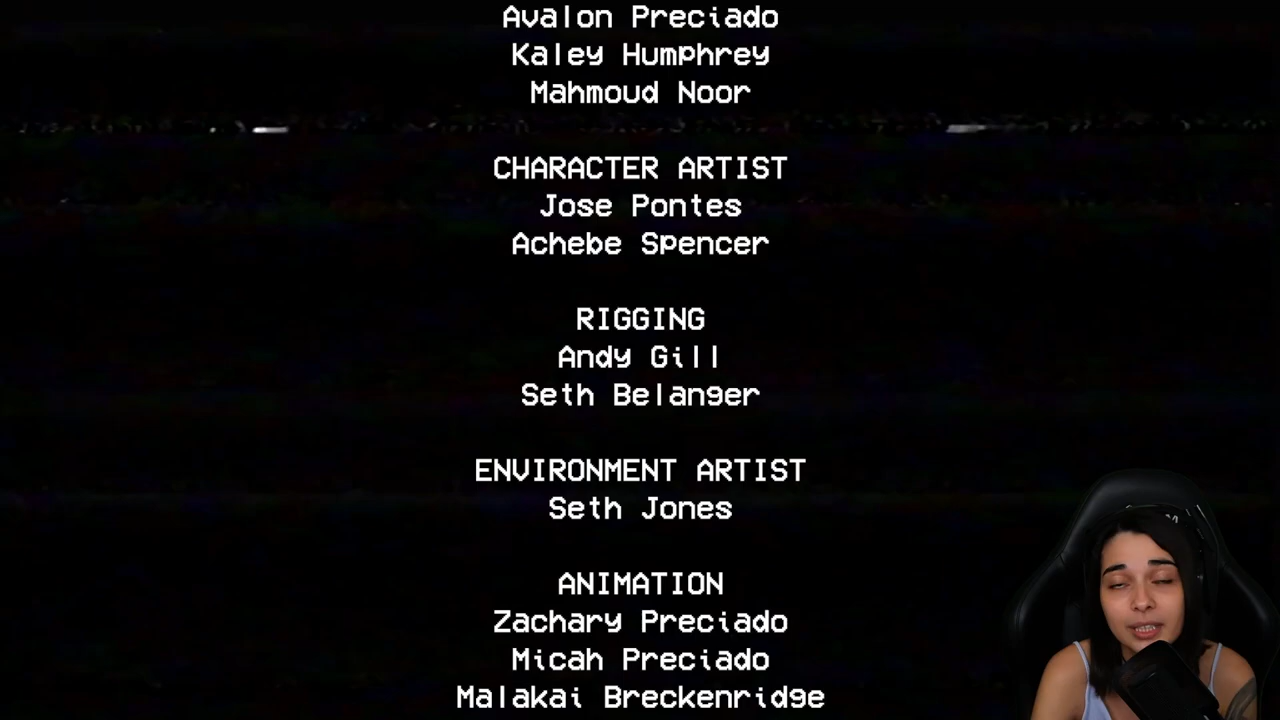 Avalon Preciado
Kaley Humphrey
Mahmoud Noor
CHARACTER ARTIST
Jose Pontes
Achebe Spencer
RIGGING
Andy Gill
Seth Belanger
ENVIRONMENT ARTIST
Seth Jones
ANIMATION
Zachary Preciado
Micah Preciado
Malakai Breckenridge